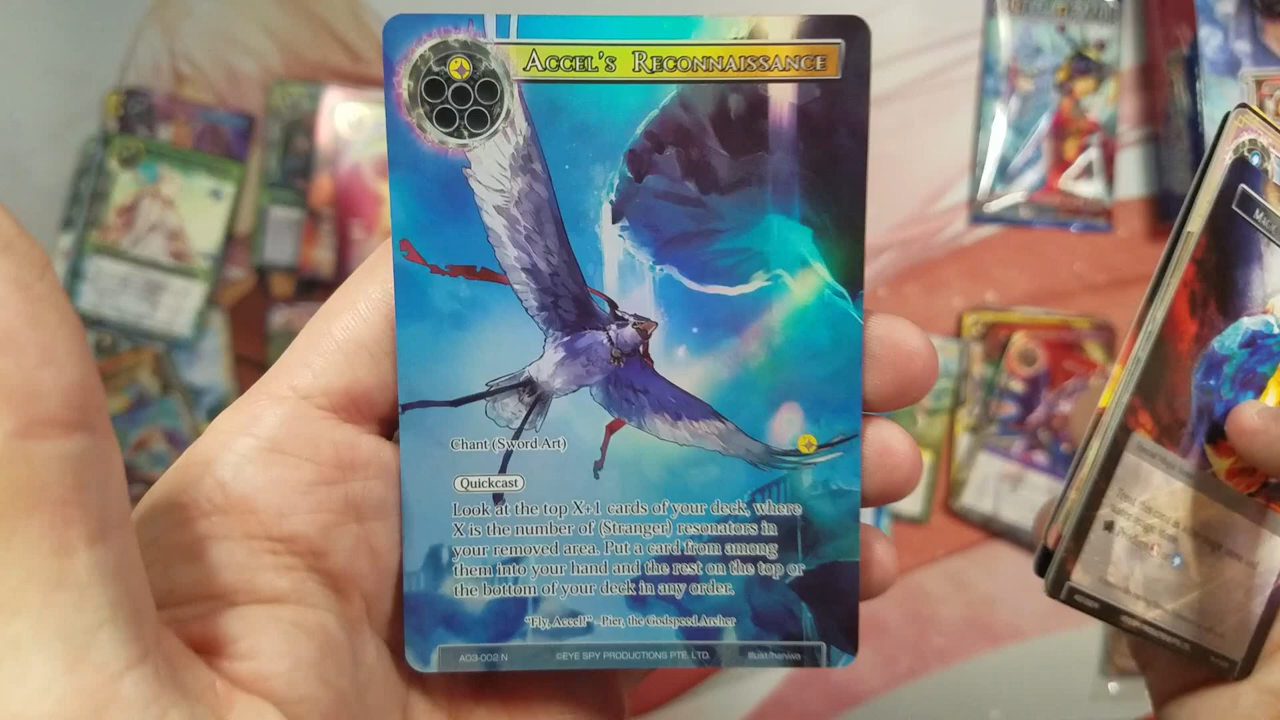 ACCEL'S RECONNAISSANCE
Chant (Sword Art)
Quickcast
Look at the top X+1 cards of your deck, where
X is the number of (Stranger) resonators in
your removed area. Put a card from among
them into your hand and the rest on the top or
the bottom of your deck in any order.
"Fly, Accel!" -Pier, the Godspeed Archer
AO3-002 N ©EYE SPY PRODUCTIONS PTE. LTD. Illust/haniwa